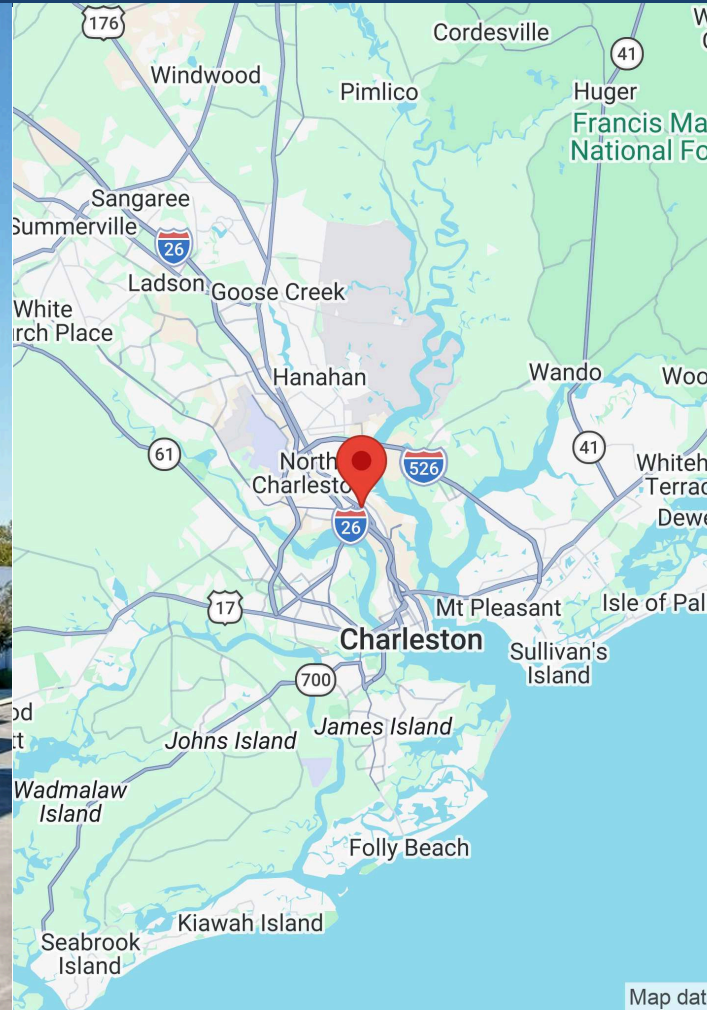 176
Cordesville
41
Windwood
Pimlico
Huger
Francis Ma
National Fo
Sangaree
Summerville
26
Ladson
Goose Creek
White
rch Place
Hanahan
Wando
Woo
61
41
North
Charlesto
526
Whiteh
Terrac
26
Dewe
17
Mt Pleasant
Isle of Pal
Charleston
Sullivan's
Island
700
od
tt
Johns Island
James Island
Wadmalaw
Island
Folly Beach
Kiawah Island
Seabrook
Island
Map dat